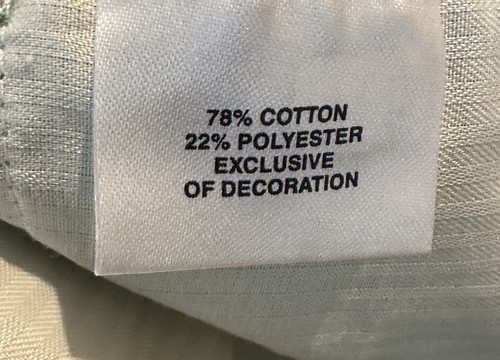 78% COTTON
22% POLYESTER
EXCLUSIVE
OF DECORATION